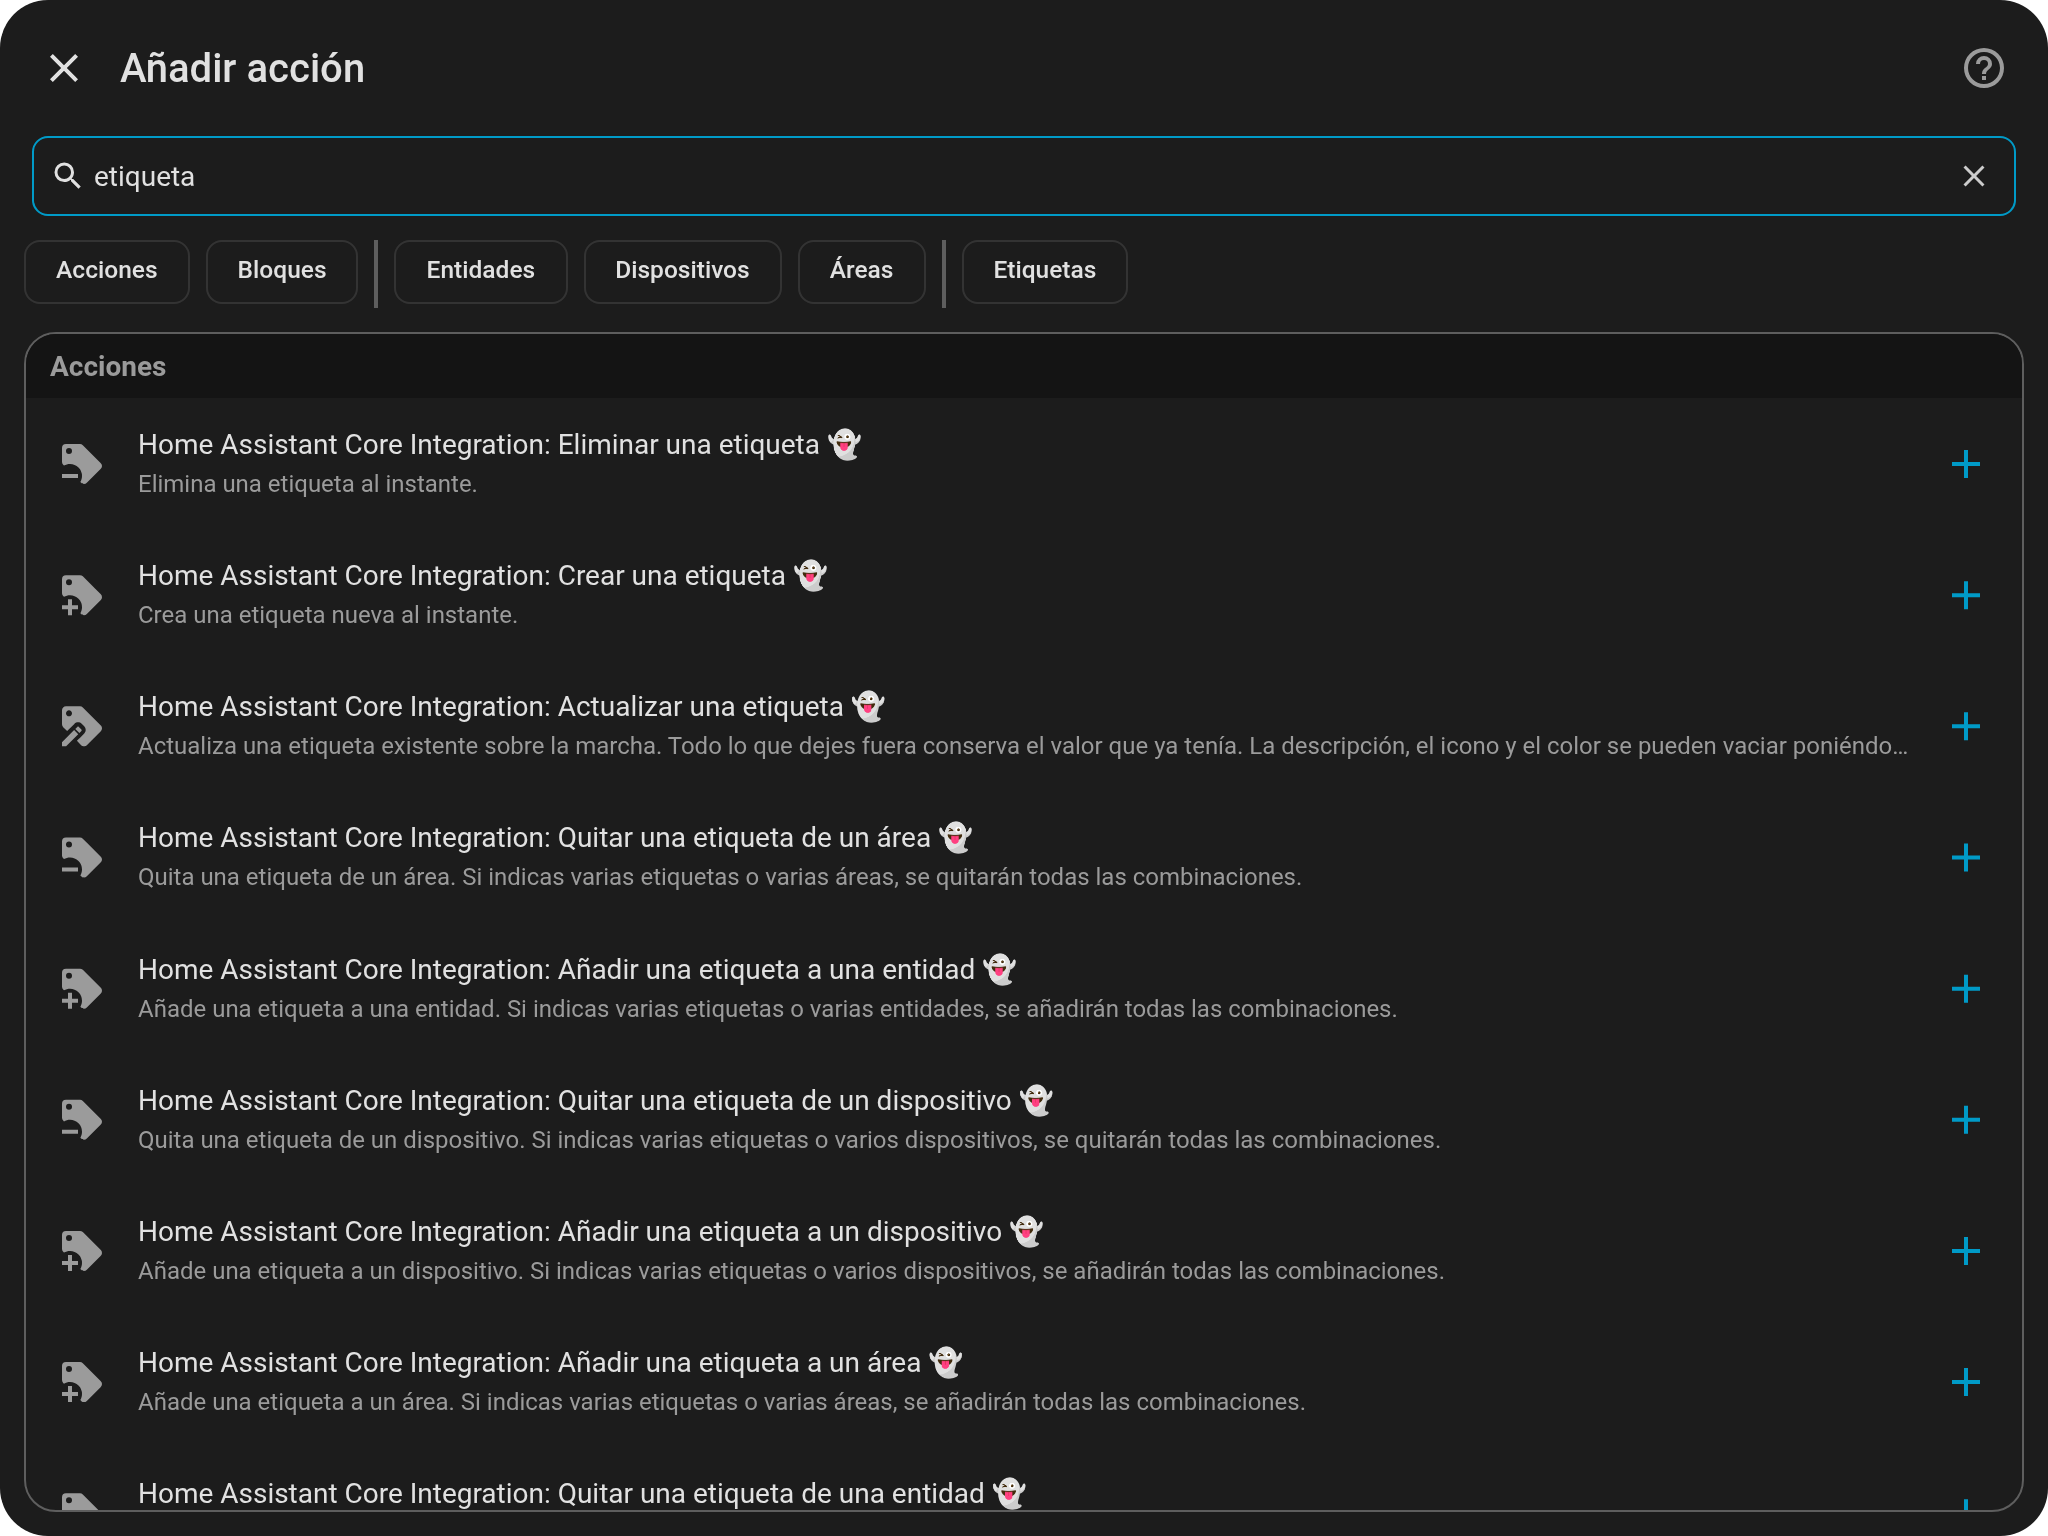 Añadir acción
etiqueta
Acciones
Bloques
Entidades
Dispositivos
Áreas
Etiquetas
Acciones
Home Assistant Core Integration: Eliminar una etiqueta 👻
Elimina una etiqueta al instante.
Home Assistant Core Integration: Crear una etiqueta 👻
Crea una etiqueta nueva al instante.
Home Assistant Core Integration: Actualizar una etiqueta 👻
Actualiza una etiqueta existente sobre la marcha. Todo lo que dejes fuera conserva el valor que ya tenía. La descripción, el icono y el color se pueden vaciar poniéndo...
Home Assistant Core Integration: Quitar una etiqueta de un área 👻
Quita una etiqueta de un área. Si indicas varias etiquetas o varias áreas, se quitarán todas las combinaciones.
Home Assistant Core Integration: Añadir una etiqueta a una entidad 👻
Añade una etiqueta a una entidad. Si indicas varias etiquetas o varias entidades, se añadirán todas las combinaciones.
Home Assistant Core Integration: Quitar una etiqueta de un dispositivo 👻
Quita una etiqueta de un dispositivo. Si indicas varias etiquetas o varios dispositivos, se quitarán todas las combinaciones.
Home Assistant Core Integration: Añadir una etiqueta a un dispositivo 👻
Añade una etiqueta a un dispositivo. Si indicas varias etiquetas o varios dispositivos, se añadirán todas las combinaciones.
Home Assistant Core Integration: Añadir una etiqueta a un área 👻
Añade una etiqueta a un área. Si indicas varias etiquetas o varias áreas, se añadirán todas las combinaciones.
Home Assistant Core Integration: Quitar una etiqueta de una entidad 👻